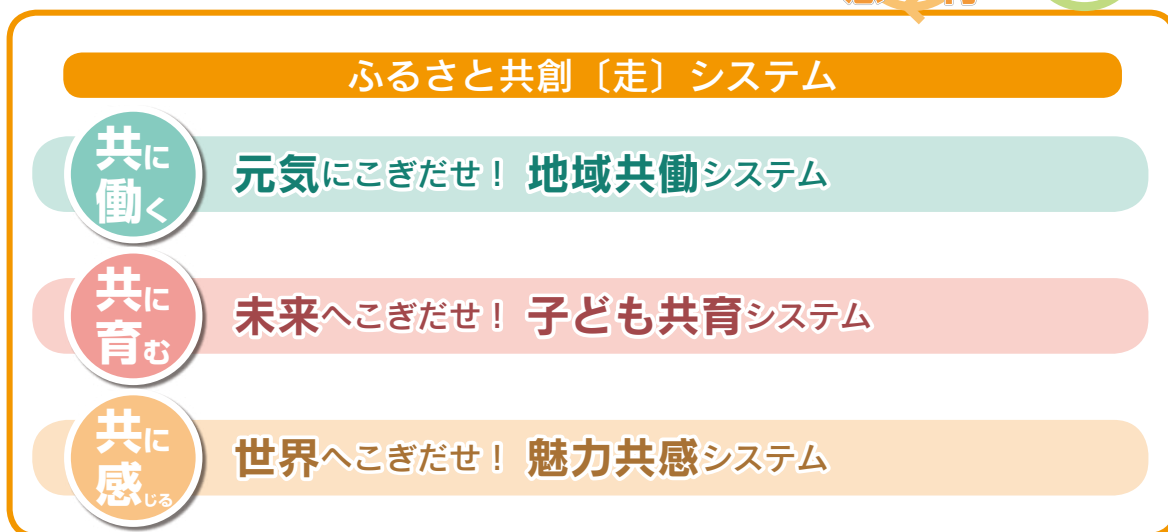 ふるさと共創〔走〕システム
共に
働く
元気にこぎだせ！ 地域共働システム
共に
育む
未来へこぎだせ！ 子ども共育システム
共に
感じる
世界へこぎだせ！ 魅力共感システム